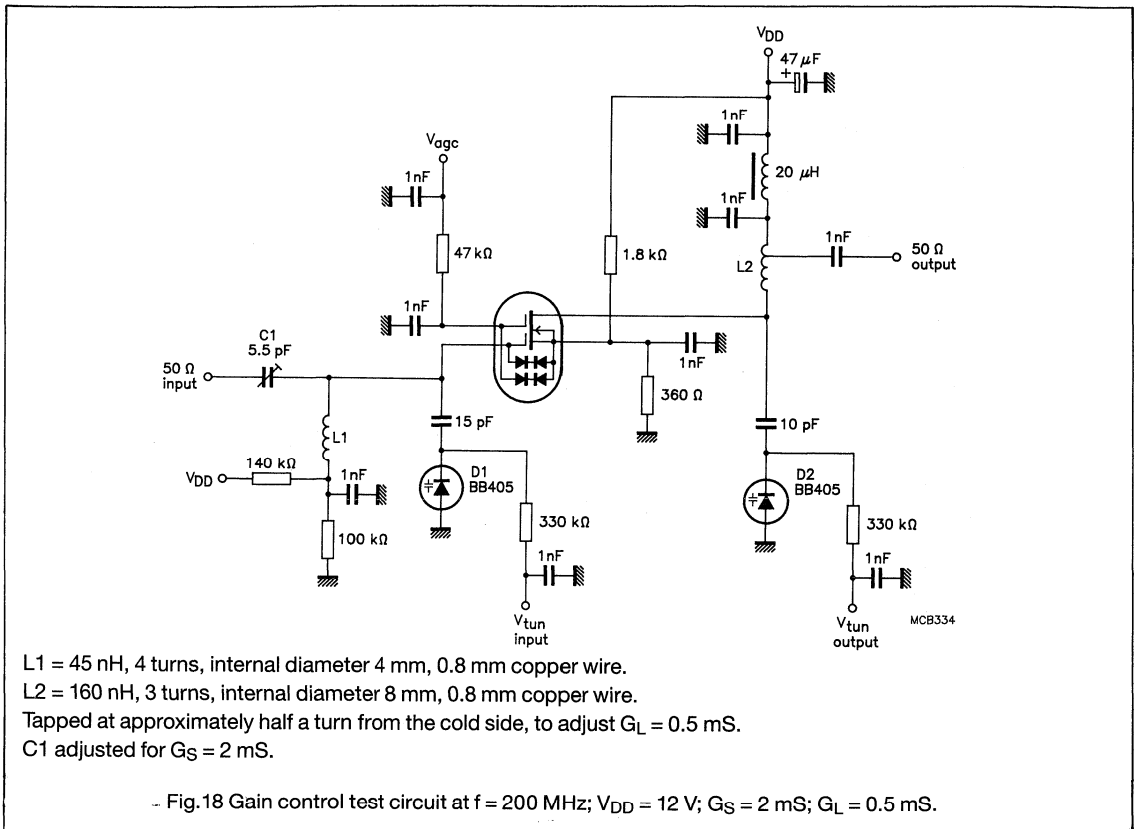 VDD
47 μF
+
1 nF
Vagc
1 nF
20 μH
1 nF
47 kΩ
1.8 kΩ
1 nF
50 Ω
output
L2
1 nF
C1
5.5 pF
50 Ω
input
1 nF
360 Ω
15 pF
10 pF
L1
140 kΩ
VDD
1 nF
D1
BB405
D2
BB405
100 kΩ
330 kΩ
330 kΩ
1 nF
1 nF
Vtun
input
Vtun
output
MCB334
L1 = 45 nH, 4 turns, internal diameter 4 mm, 0.8 mm copper wire.
L2 = 160 nH, 3 turns, internal diameter 8 mm, 0.8 mm copper wire.
Tapped at approximately half a turn from the cold side, to adjust GL = 0.5 mS.
C1 adjusted for GS = 2 mS.
Fig.18 Gain control test circuit at f = 200 MHz; VDD = 12 V; GS = 2 mS; GL = 0.5 mS.